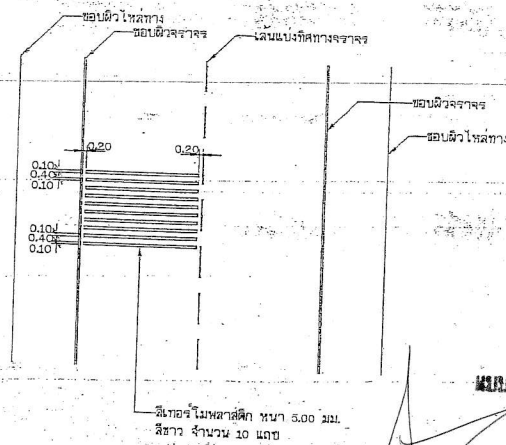 ขอบผิวไหล่ทาง
ขอบผิวจราจร
เส้นแบ่งทิศทางจราจร
ขอบผิวจราจร
ขอบผิวไหล่ทาง
0.20
0.20
0.10
0.40
0.10
0.10
0.40
0.10
สีเทอร์โมพลาสติก หนา 5.00 มม.
สีขาว จำนวน 10 แถบ